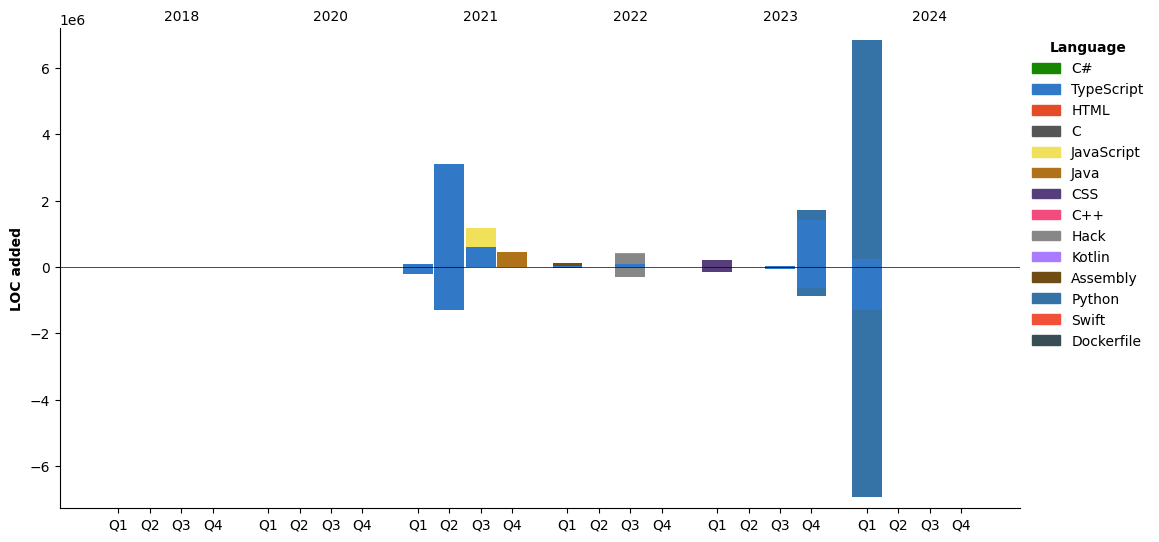 1e6
2018 2020 2021 2022 2023 2024
LOC added
6
4
2
0
−2
−4
−6
Q1 Q2 Q3 Q4 Q1 Q2 Q3 Q4 Q1 Q2 Q3 Q4 Q1 Q2 Q3 Q4 Q1 Q2 Q3 Q4 Q1 Q2 Q3 Q4
Language
C#
TypeScript
HTML
C
JavaScript
Java
CSS
C++
Hack
Kotlin
Assembly
Python
Swift
Dockerfile